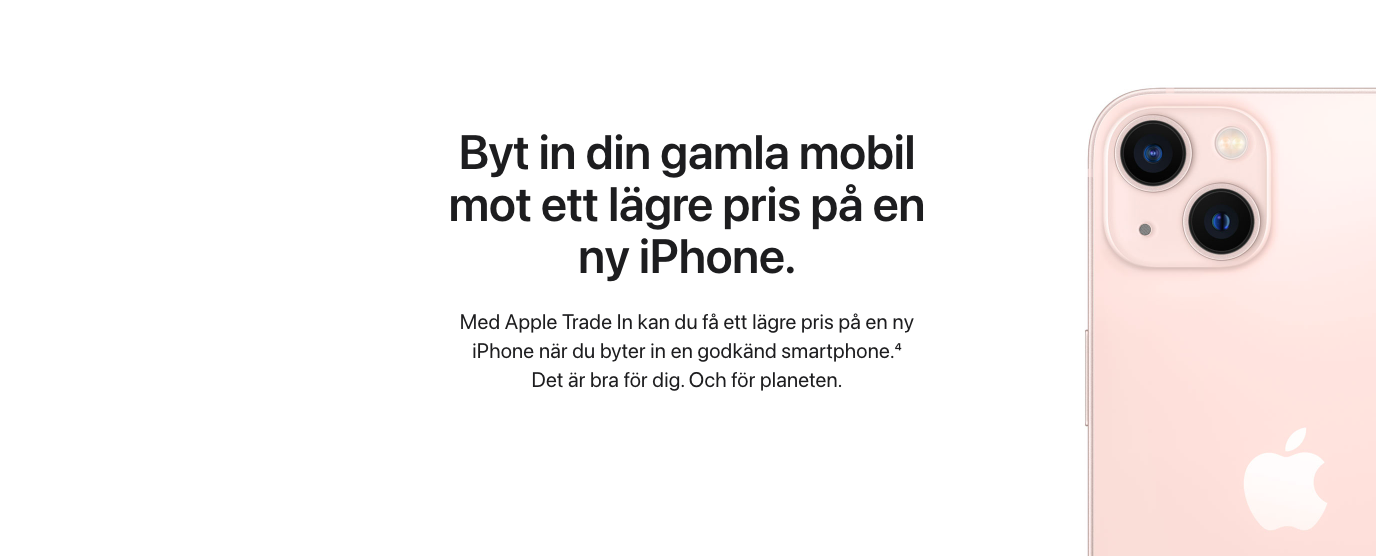 Byt in din gamla mobil
mot ett lägre pris på en
ny iPhone.
Med Apple Trade In kan du få ett lägre pris på en ny
iPhone när du byter in en godkänd smartphone.⁴
Det är bra för dig. Och för planeten.